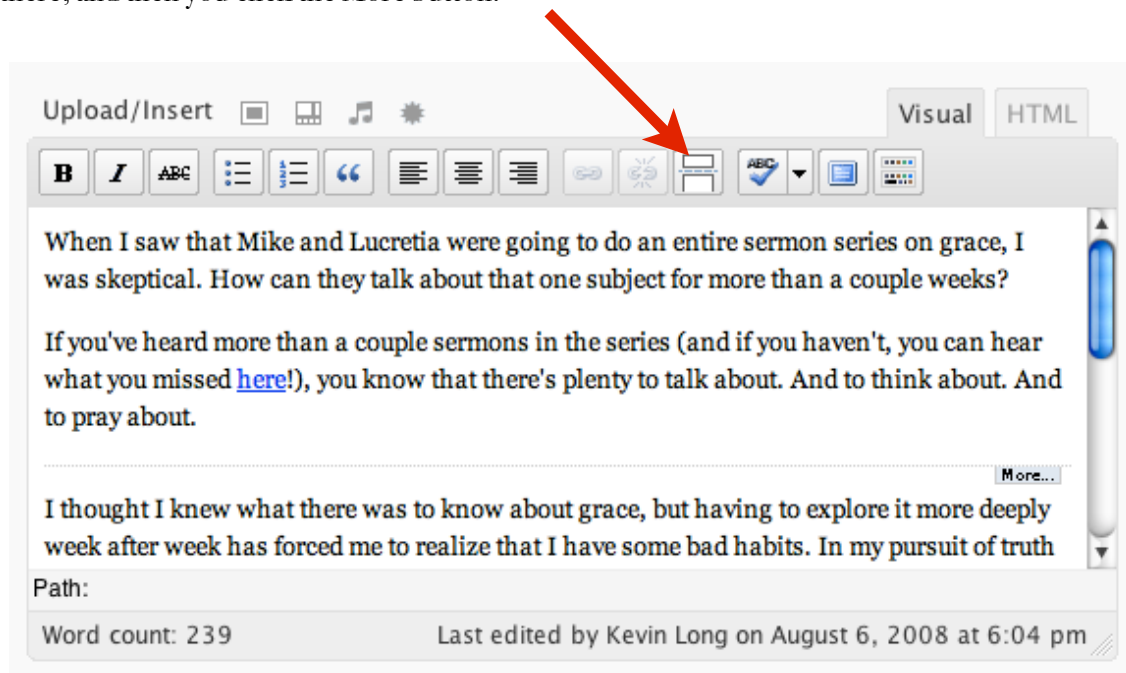 Upload/Insert
Visual HTML
B I ABC ABC
When I saw that Mike and Lucretia were going to do an entire sermon series on grace, I
was skeptical. How can they talk about that one subject for more than a couple weeks?
If you've heard more than a couple sermons in the series (and if you haven't, you can hear
what you missed here!), you know that there's plenty to talk about. And to think about. And
to pray about.
More...
I thought I knew what there was to know about grace, but having to explore it more deeply
week after week has forced me to realize that I have some bad habits. In my pursuit of truth
Path:
Word count: 239 Last edited by Kevin Long on August 6, 2008 at 6:04 pm